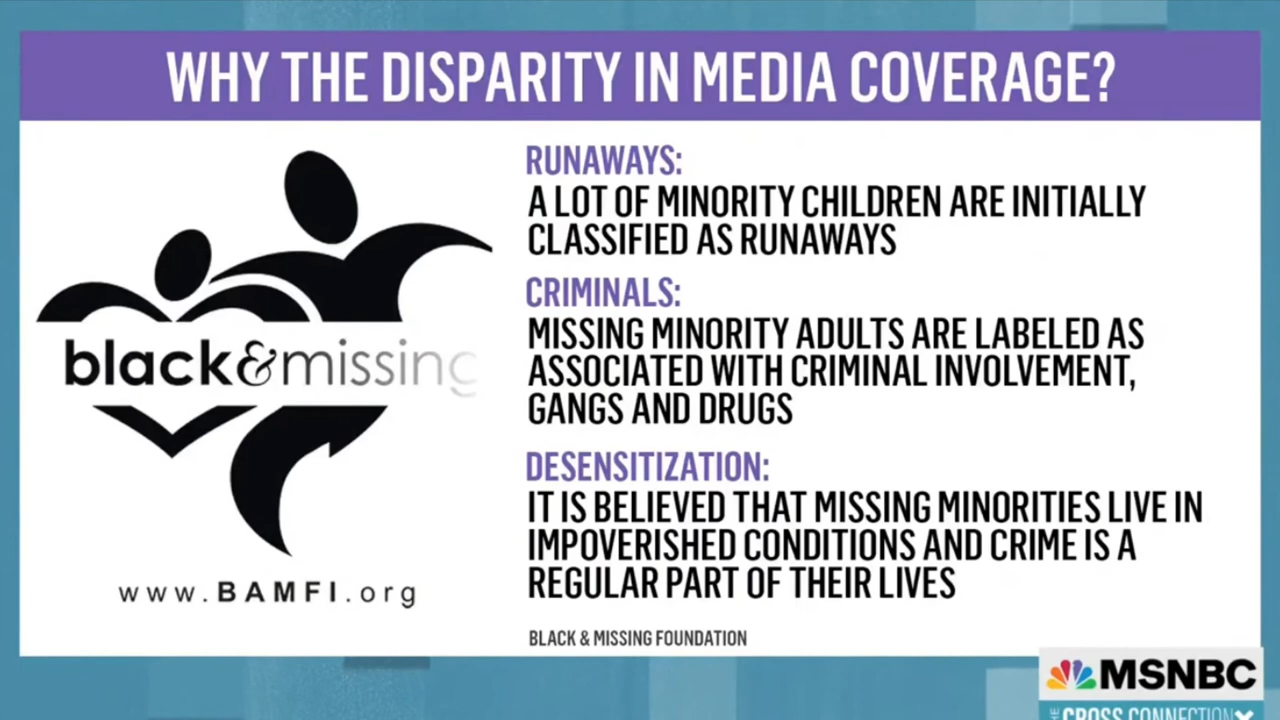 WHY THE DISPARITY IN MEDIA COVERAGE?
black&missing
www.BAMFI.org
RUNAWAYS:
A LOT OF MINORITY CHILDREN ARE INITIALLY
CLASSIFIED AS RUNAWAYS
CRIMINALS:
MISSING MINORITY ADULTS ARE LABELED AS
ASSOCIATED WITH CRIMINAL INVOLVEMENT,
GANGS AND DRUGS
DESENSITIZATION:
IT IS BELIEVED THAT MISSING MINORITIES LIVE IN
IMPOVERISHED CONDITIONS AND CRIME IS A
REGULAR PART OF THEIR LIVES
BLACK & MISSING FOUNDATION
MSNBC
THE CROSS CONNECTION